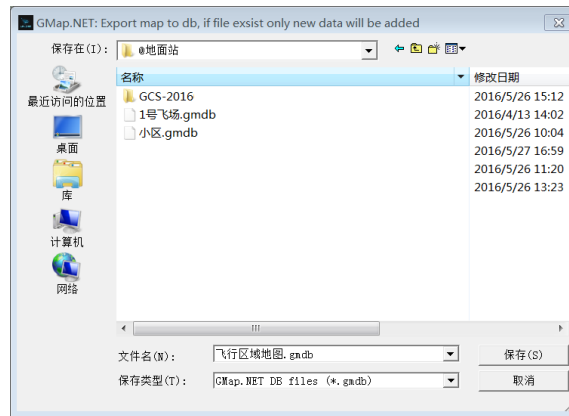 GMap.NET: Export map to db, if file exsist only new data will be added
保存在(I):
@地面站
名称
修改日期
GCS-2016
2016/5/26 15:12
1号飞场.gmdb
2016/4/13 14:02
小区.gmdb
2016/5/26 10:04
2016/5/27 16:59
2016/5/26 11:20
2016/5/26 13:23
最近访问的位置
桌面
库
计算机
网络
文件名(N):
飞行区域地图.gmdb
保存(S)
保存类型(T):
GMap.NET DB files (*.gmdb)
取消